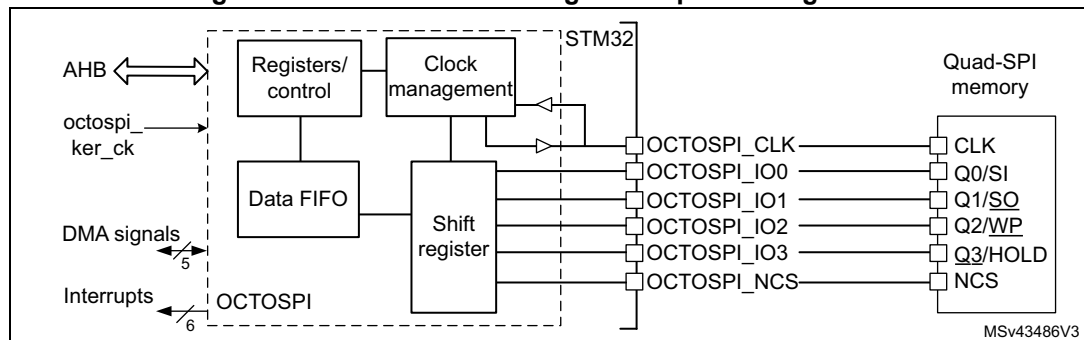 STM32
AHB
Registers/
control
Clock
management
Quad-SPI
memory
octospi_
ker_ck
OCTOSPI_CLK
CLK
OCTOSPI_IO0
Q0/SI
Data FIFO
Shift
register
OCTOSPI_IO1
Q1/SO
OCTOSPI_IO2
Q2/WP
DMA signals
5
OCTOSPI_IO3
Q3/HOLD
OCTOSPI_NCS
NCS
Interrupts
6
OCTOSPI
MSv43486V3